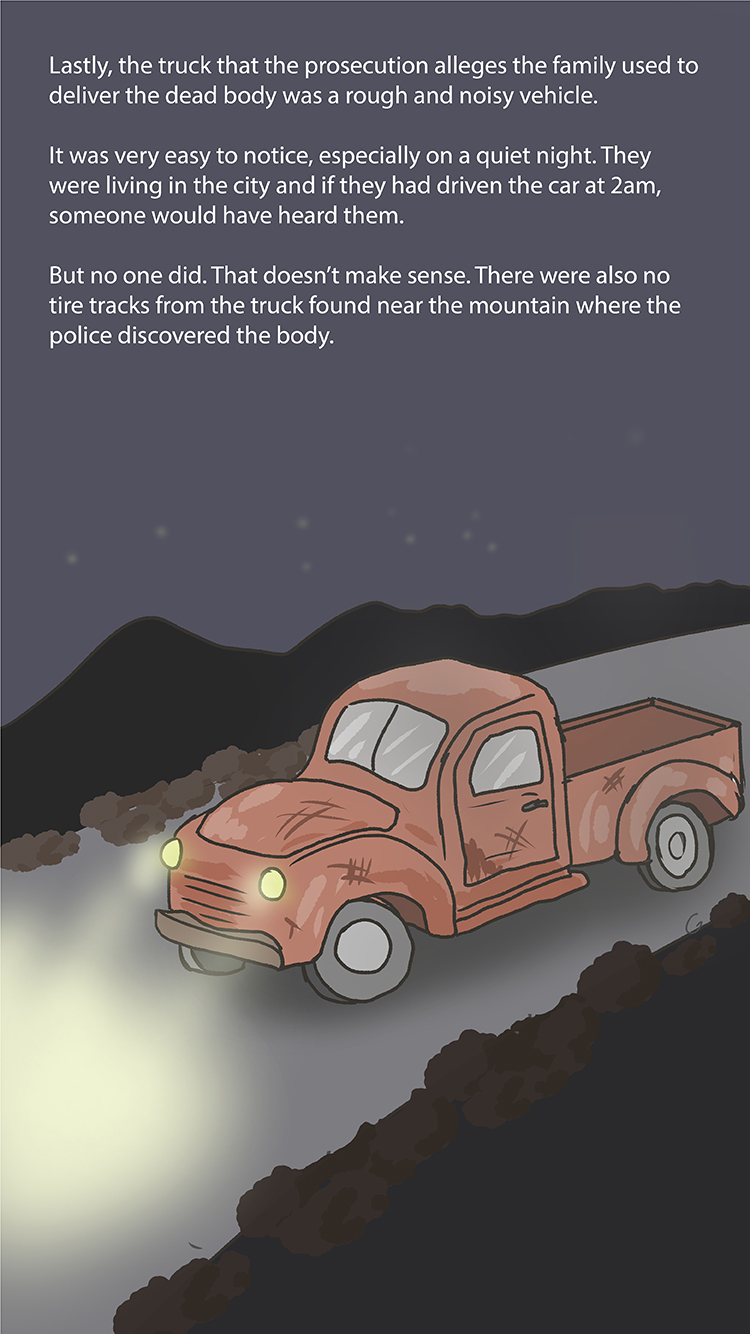 Lastly, the truck that the prosecution alleges the family used to
deliver the dead body was a rough and noisy vehicle.
It was very easy to notice, especially on a quiet night. They
were living in the city and if they had driven the car at 2am,
someone would have heard them.
But no one did. That doesn’t make sense. There were also no
tire tracks from the truck found near the mountain where the
police discovered the body.